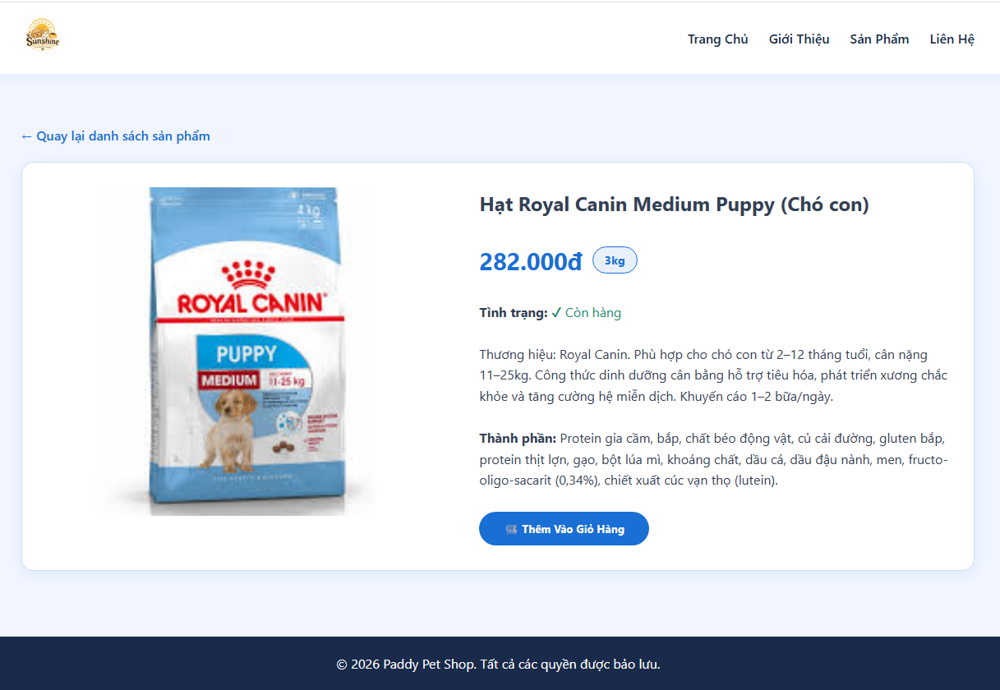 Sunshine
Trang Chủ
Giới Thiệu
Sản Phẩm
Liên Hệ
← Quay lại danh sách sản phẩm
4 kg
ROYAL CANIN
PUPPY
MEDIUM
11-25 kg
Hạt Royal Canin Medium Puppy (Chó con)
282.000đ
3kg
Tình trạng: ✓ Còn hàng
Thương hiệu: Royal Canin. Phù hợp cho chó con từ 2–12 tháng tuổi, cân nặng
11–25kg. Công thức dinh dưỡng cân bằng hỗ trợ tiêu hóa, phát triển xương chắc
khỏe và tăng cường hệ miễn dịch. Khuyến cáo 1–2 bữa/ngày.
Thành phần: Protein gia cầm, bắp, chất béo động vật, củ cải đường, gluten bắp,
protein thịt lợn, gạo, bột lúa mì, khoáng chất, dầu cá, dầu đậu nành, men, fructo-
oligo-sacarit (0,34%), chiết xuất cúc vạn thọ (lutein).
Thêm Vào Giỏ Hàng
© 2026 Paddy Pet Shop. Tất cả các quyền được bảo lưu.